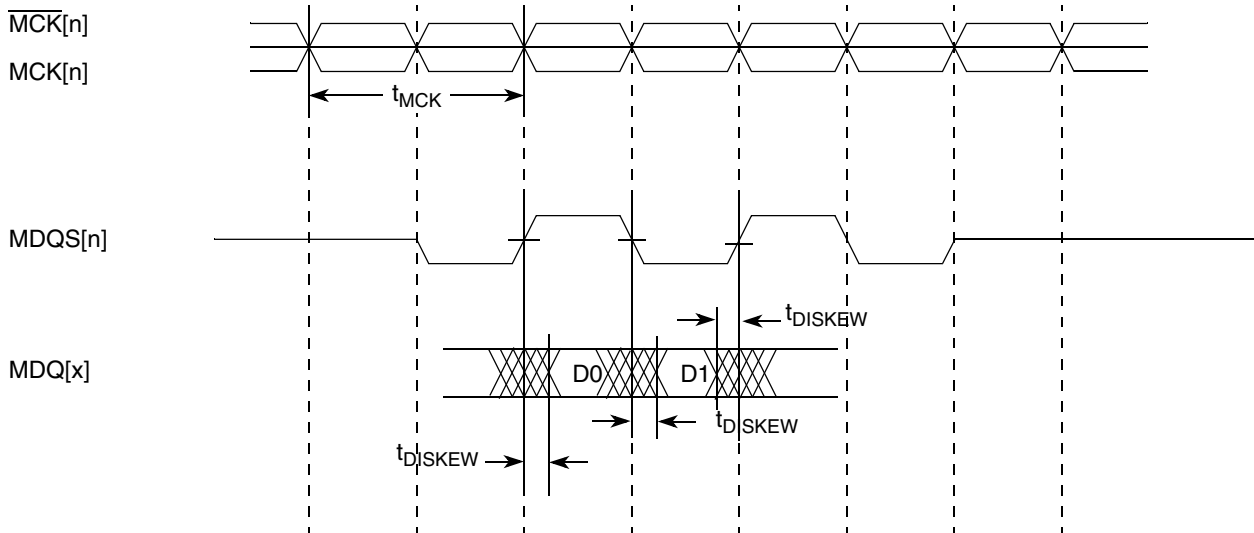 MCK[n]
MCK[n]
tMCK
MDQS[n]
tDISKEW
MDQ[x]
D0
D1
tDISKEW
tDISKEW